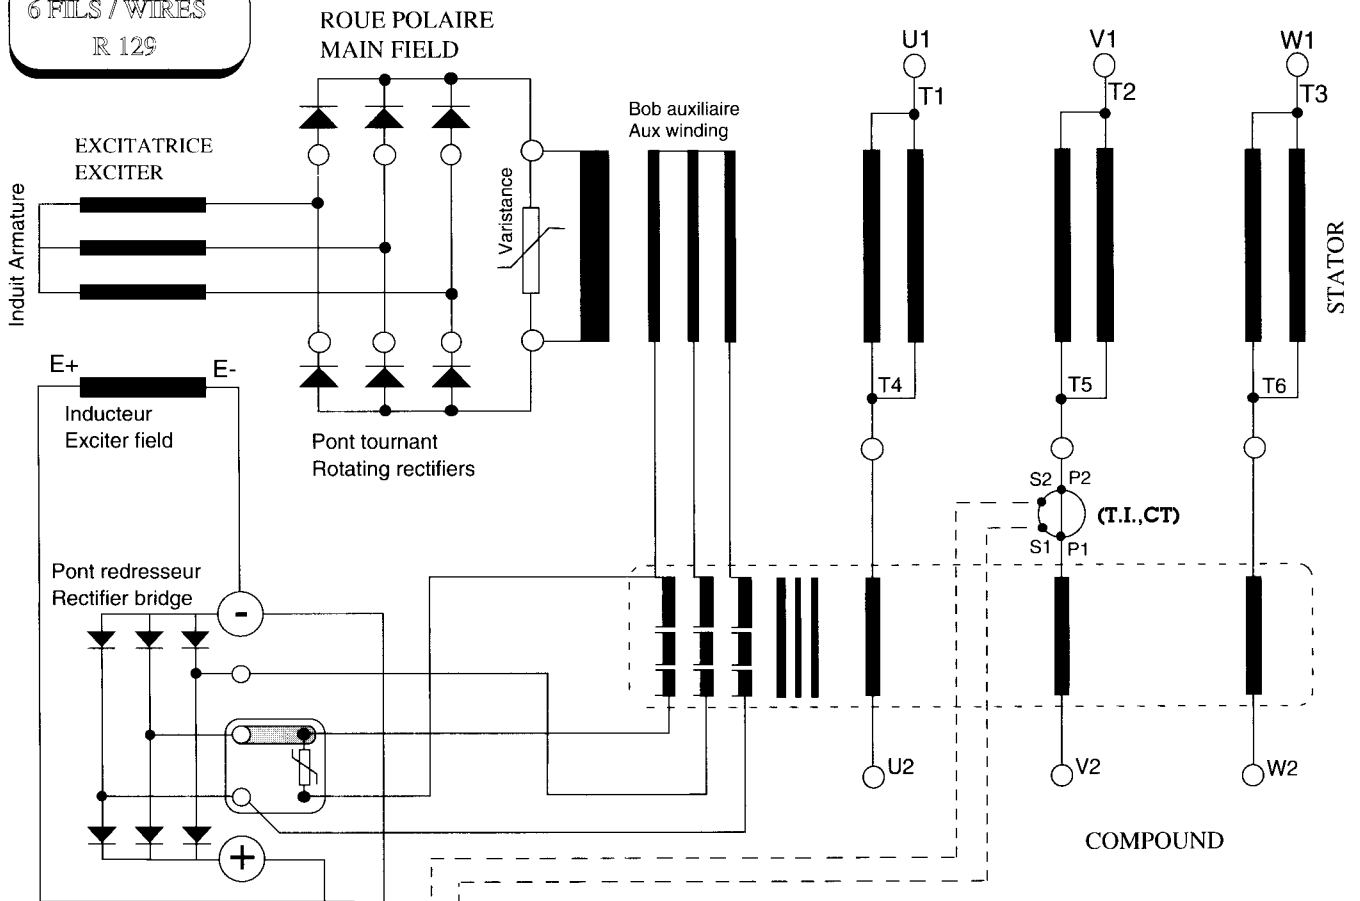 6 FILS / WIRES
R 129
ROUE POLAIRE
MAIN FIELD
U1
V1
W1
T1
T2
T3
Bob auxiliaire
Aux winding
EXCITATRICE
EXCITER
Induit Armature
Varistance
STATOR
E+
E-
Inducteur
Exciter field
Pont tournant
Rotating rectifiers
T4
T5
T6
S2
P2
(T.I.,CT)
S1
P1
Pont redresseur
Rectifier bridge
-
U2
V2
W2
+
COMPOUND